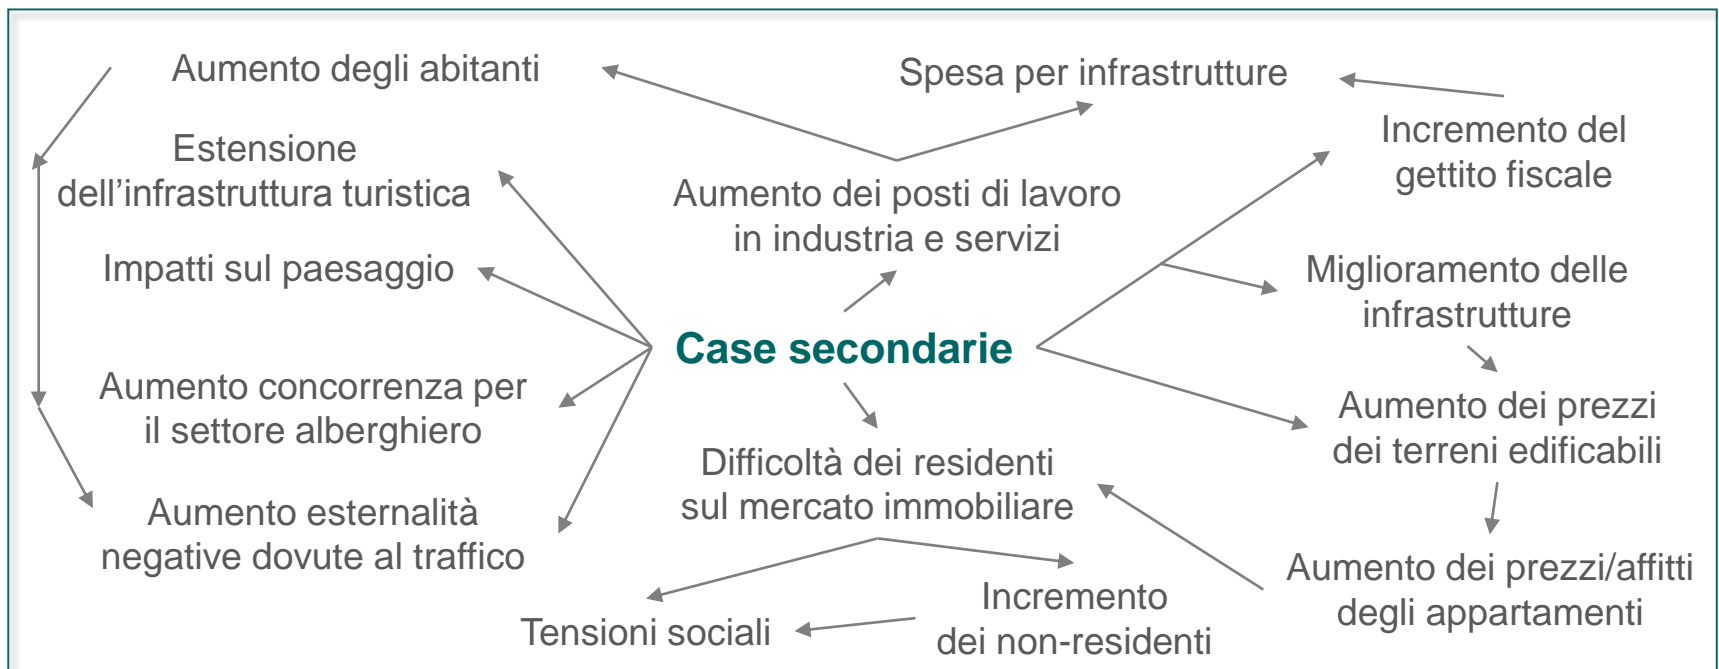 Aumento degli abitanti
Spesa per infrastrutture
Incremento del
gettito fiscale
Estensione
dell’infrastruttura turistica
Aumento dei posti di lavoro
in industria e servizi
Impatti sul paesaggio
Miglioramento delle
infrastrutture
Case secondarie
Aumento concorrenza per
il settore alberghiero
Aumento dei prezzi
dei terreni edificabili
Difficoltà dei residenti
sul mercato immobiliare
Aumento esternalità
negative dovute al traffico
Aumento dei prezzi/affitti
degli appartamenti
Incremento
dei non-residenti
Tensioni sociali